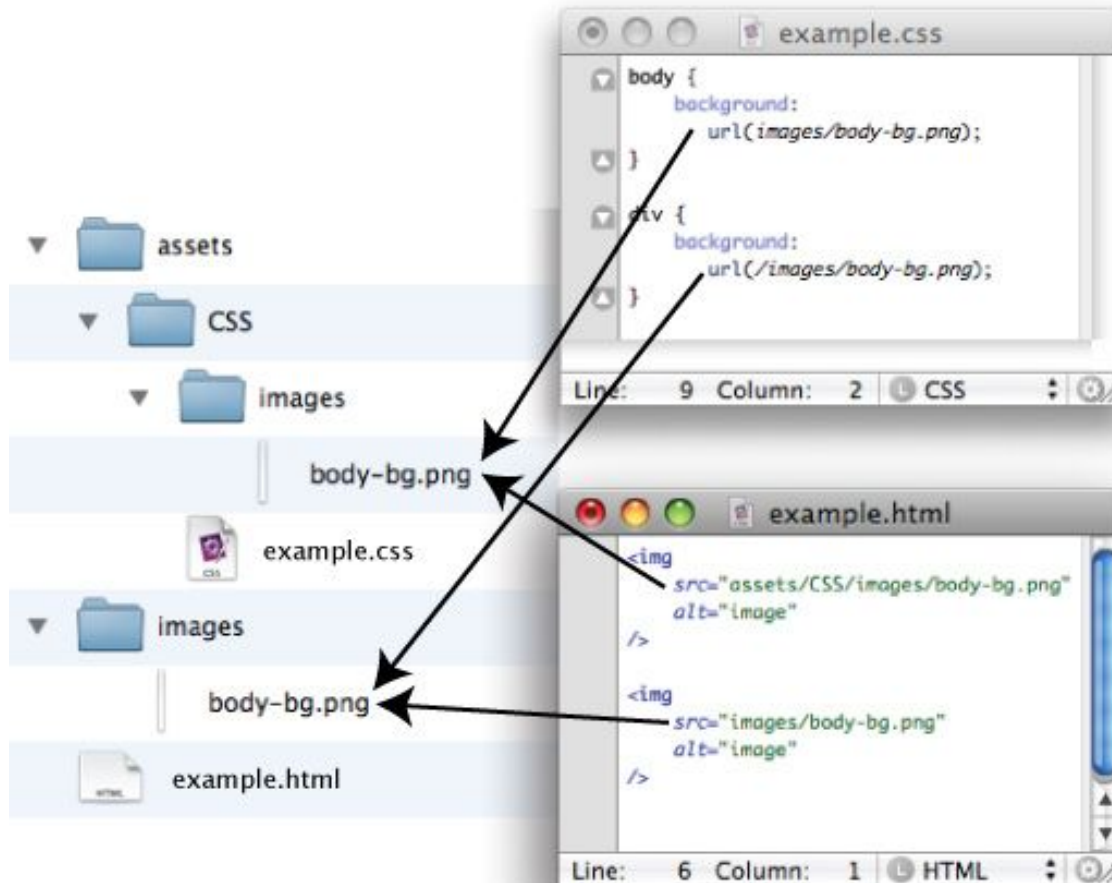 assets
CSS
images
body-bg.png
example.css
CSS
images
body-bg.png
example.html
HTML
example.css
body {
background:
url(images/body-bg.png);
}
div {
background:
url(/images/body-bg.png);
}
Line: 9 Column: 2 L CSS
example.html
<img
src="assets/CSS/images/body-bg.png"
alt="image"
/>
<img
src="images/body-bg.png"
alt="image"
/>
Line: 6 Column: 1 L HTML